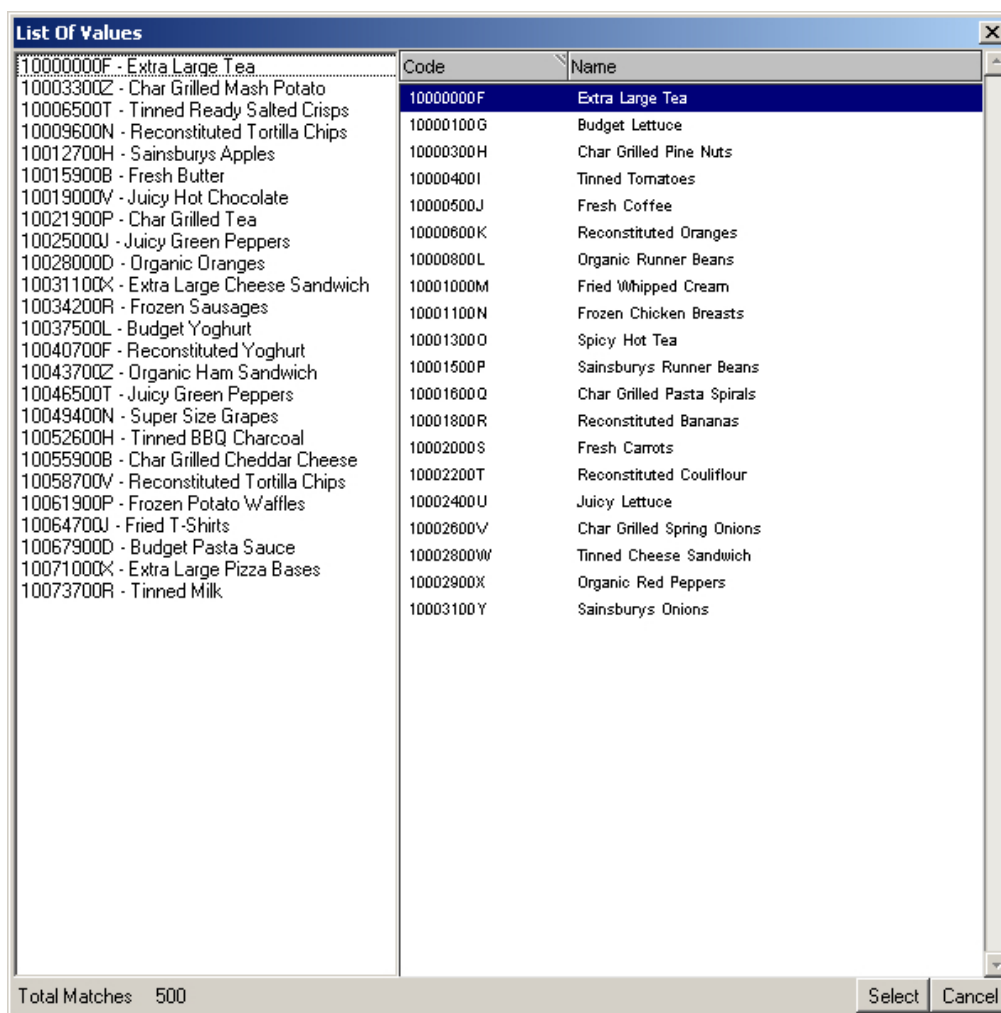 List Of Values
10000000F - Extra Large Tea
10003300Z - Char Grilled Mash Potato
10006500T - Tinned Ready Salted Crisps
10009600N - Reconstituted Tortilla Chips
10012700H - Sainsburys Apples
10015900B - Fresh Butter
10019000V - Juicy Hot Chocolate
10021900P - Char Grilled Tea
10025000J - Juicy Green Peppers
10028000D - Organic Oranges
10031100X - Extra Large Cheese Sandwich
10034200R - Frozen Sausages
10037500L - Budget Yoghurt
10040700F - Reconstituted Yoghurt
10043700Z - Organic Ham Sandwich
10046500T - Juicy Green Peppers
10049400N - Super Size Grapes
10052600H - Tinned BBQ Charcoal
10055900B - Char Grilled Cheddar Cheese
10058700V - Reconstituted Tortilla Chips
10061900P - Frozen Potato Waffles
10064700J - Fried T-Shirts
10067900D - Budget Pasta Sauce
10071000X - Extra Large Pizza Bases
10073700R - Tinned Milk
Code Name
10000000F Extra Large Tea
10000100G Budget Lettuce
10000300H Char Grilled Pine Nuts
10000400I Tinned Tomatoes
10000500J Fresh Coffee
10000600K Reconstituted Oranges
10000800L Organic Runner Beans
10001000M Fried Whipped Cream
10001100N Frozen Chicken Breasts
10001300O Spicy Hot Tea
10001500P Sainsburys Runner Beans
10001600Q Char Grilled Pasta Spirals
10001800R Reconstituted Bananas
10002000S Fresh Carrots
10002200T Reconstituted Couliflour
10002400U Juicy Lettuce
10002600V Char Grilled Spring Onions
10002800W Tinned Cheese Sandwich
10002900X Organic Red Peppers
10003100Y Sainsburys Onions
Total Matches 500
Select Cancel